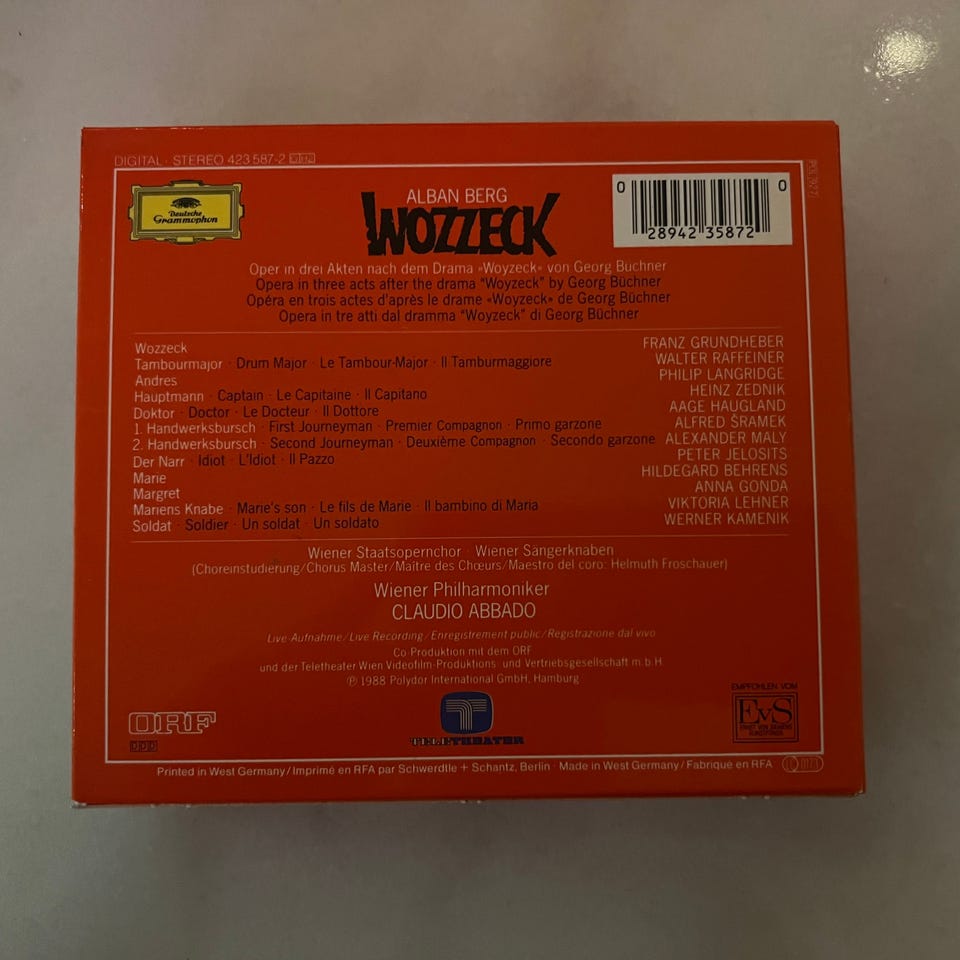 DIGITAL · STEREO 423 587-2 GH2
Deutsche
Grammophon
ALBAN BERG
WOZZECK
0 28942 35872 0
Oper in drei Akten nach dem Drama »Woyzeck« von Georg Büchner
Opera in three acts after the drama "Woyzeck" by Georg Büchner
Opéra en trois actes d'après le drame «Woyzeck» de Georg Büchner
Opera in tre atti dal dramma "Woyzeck" di Georg Büchner
Wozzeck FRANZ GRUNDHEBER
Tambourmajor · Drum Major · Le Tambour-Major · Il Tamburmaggiore WALTER RAFFEINER
Andres PHILIP LANGRIDGE
Hauptmann · Captain · Le Capitaine · Il Capitano HEINZ ZEDNIK
Doktor · Doctor · Le Docteur · Il Dottore AAGE HAUGLAND
1. Handwerksbursch · First Journeyman · Premier Compagnon · Primo garzone ALFRED ŠRAMEK
2. Handwerksbursch · Second Journeyman · Deuxième Compagnon · Secondo garzone ALEXANDER MALY
Der Narr · Idiot · L'Idiot · Il Pazzo PETER JELOSITS
Marie HILDEGARD BEHRENS
Margret ANNA GONDA
Mariens Knabe · Marie's son · Le fils de Marie · Il bambino di Maria VIKTORIA LEHNER
Soldat · Soldier · Un soldat · Un soldato WERNER KAMENIK
Wiener Staatsopernchor · Wiener Sängerknaben
(Choreinstudierung/Chorus Master/Maître des Chœurs/Maestro del coro: Helmuth Froschauer)
Wiener Philharmoniker
CLAUDIO ABBADO
Live-Aufnahme/Live Recording/Enregistrement public/Registrazione dal vivo
Co-Produktion mit dem ORF
und der Teletheater Wien Videofilm-Produktions- und Vertriebsgesellschaft m.b.H.
℗ 1988 Polydor International GmbH, Hamburg
ORF
DDD
TELETHEATER
EMPFOHLEN VOM
EvS
ERNST VON SIEMENS
Printed in West Germany/Imprimé en RFA par Schwerdtle + Schantz, Berlin · Made in West Germany/Fabriqué en RFA